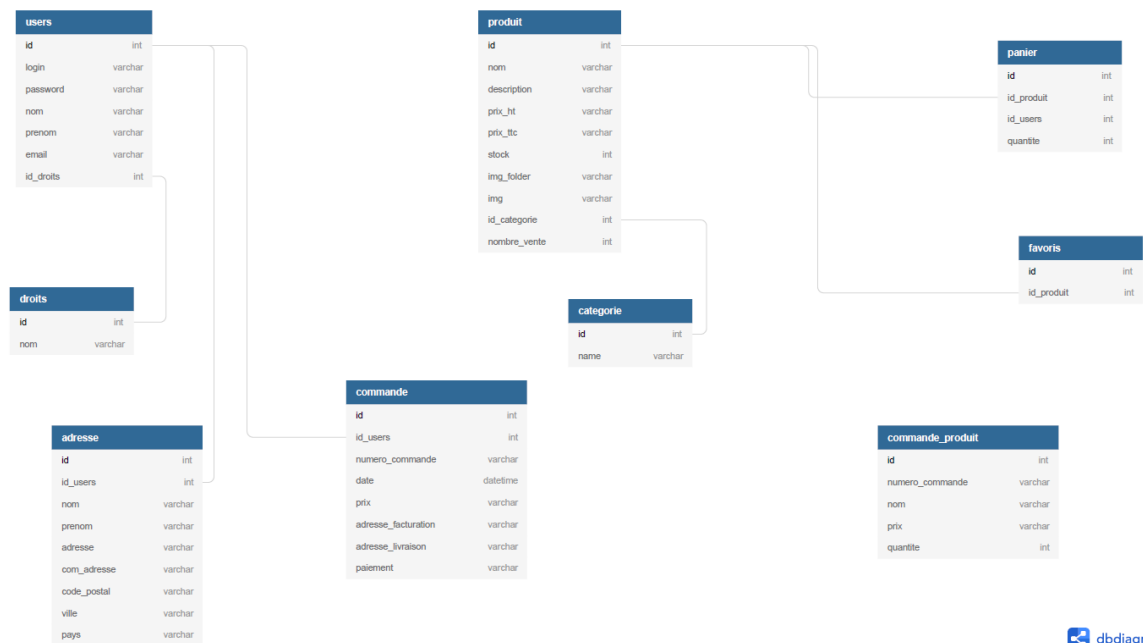 users
id int
login varchar
password varchar
nom varchar
prenom varchar
email varchar
id_droits int
droits
id int
nom varchar
adresse
id int
id_users int
nom varchar
prenom varchar
adresse varchar
com_adresse varchar
code_postal varchar
ville varchar
pays varchar
produit
id int
nom varchar
description varchar
prix_ht varchar
prix_ttc varchar
stock int
img_folder varchar
img varchar
id_categorie int
nombre_vente int
categorie
id int
name varchar
commande
id int
id_users int
numero_commande varchar
date datetime
prix varchar
adresse_facturation varchar
adresse_livraison varchar
paiement varchar
panier
id int
id_produit int
id_users int
quantite int
favoris
id int
id_produit int
commande_produit
id int
numero_commande varchar
nom varchar
prix varchar
quantite int
dbdiagr